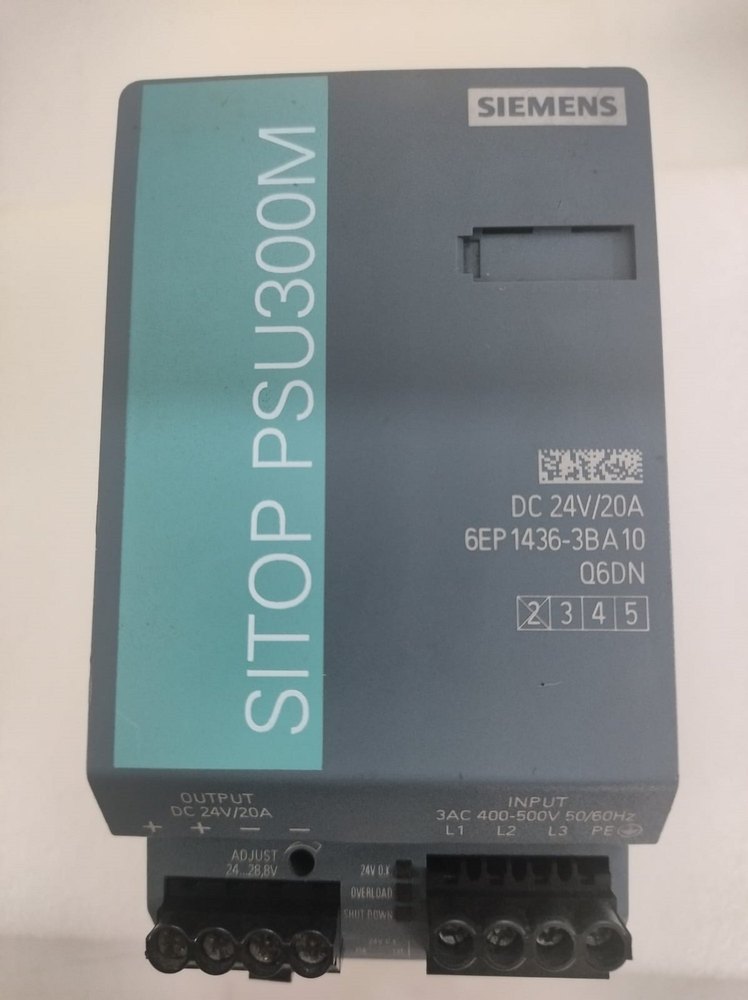 SIEMENS
SITOP PSU300M
DC 24V/20A
6EP1436-3BA10
Q6DN
2 3 4 5
OUTPUT
DC 24V/20A
+ + − −
INPUT
3AC 400-500V 50/60Hz
L1 L2 L3 PE
ADJUST
24...28,8V
24V O.K
OVERLOAD
SHUT DOWN